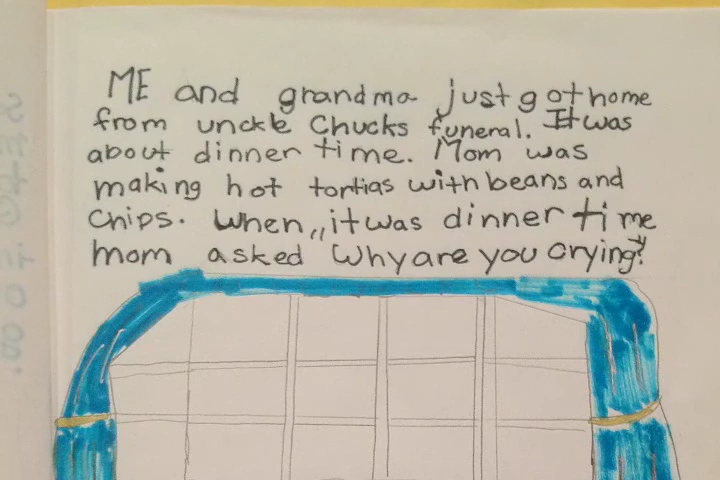 ME and grandma just got home
from unckle Chucks funeral. It was
about dinner time. Mom was
making hot tortias with beans and
chips. When,, it was dinner time
mom asked Why are you crying?"